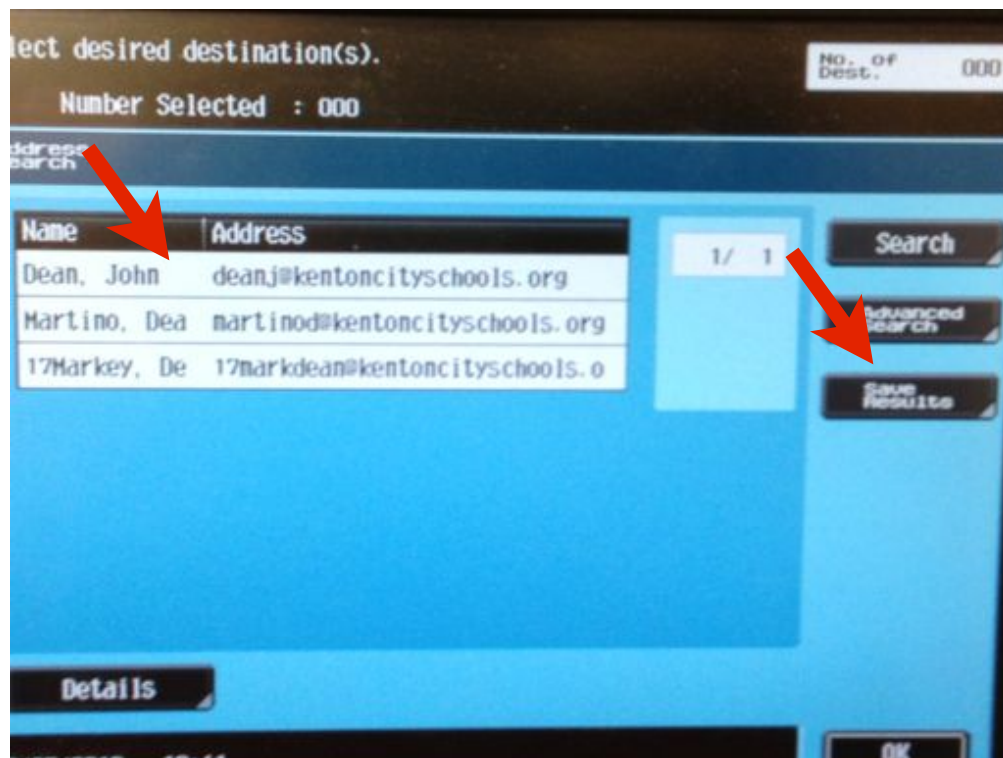 lect desired destination(s).
No. of
Dest. 000
Number Selected : 000
ddress
earch
Name Address
Dean, John deanj@kentoncityschools.org
Martino, Dea martinod@kentoncityschools.org
17Markey, De 17markdean@kentoncityschools.o
1/ 1
Search
Advanced
Search
Save
Results
Details
OK